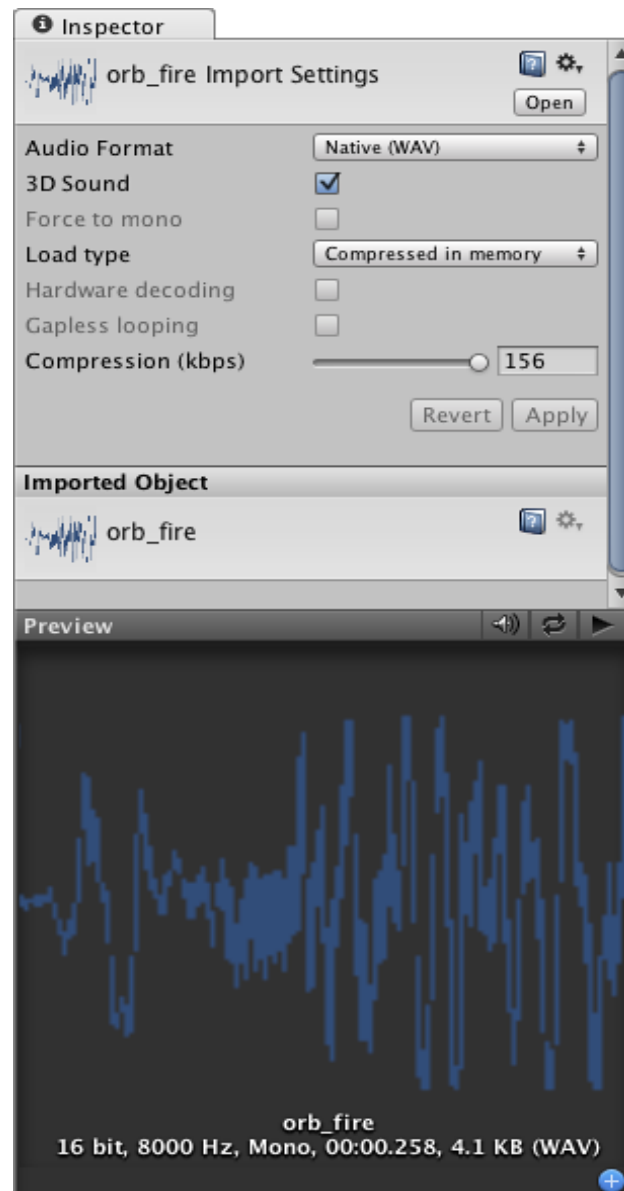 Inspector
orb_fire Import Settings
Open
Audio Format Native (WAV)
3D Sound
Force to mono
Load type Compressed in memory
Hardware decoding
Gapless looping
Compression (kbps) 156
Revert Apply
Imported Object
orb_fire
Preview
orb_fire
16 bit, 8000 Hz, Mono, 00:00.258, 4.1 KB (WAV)